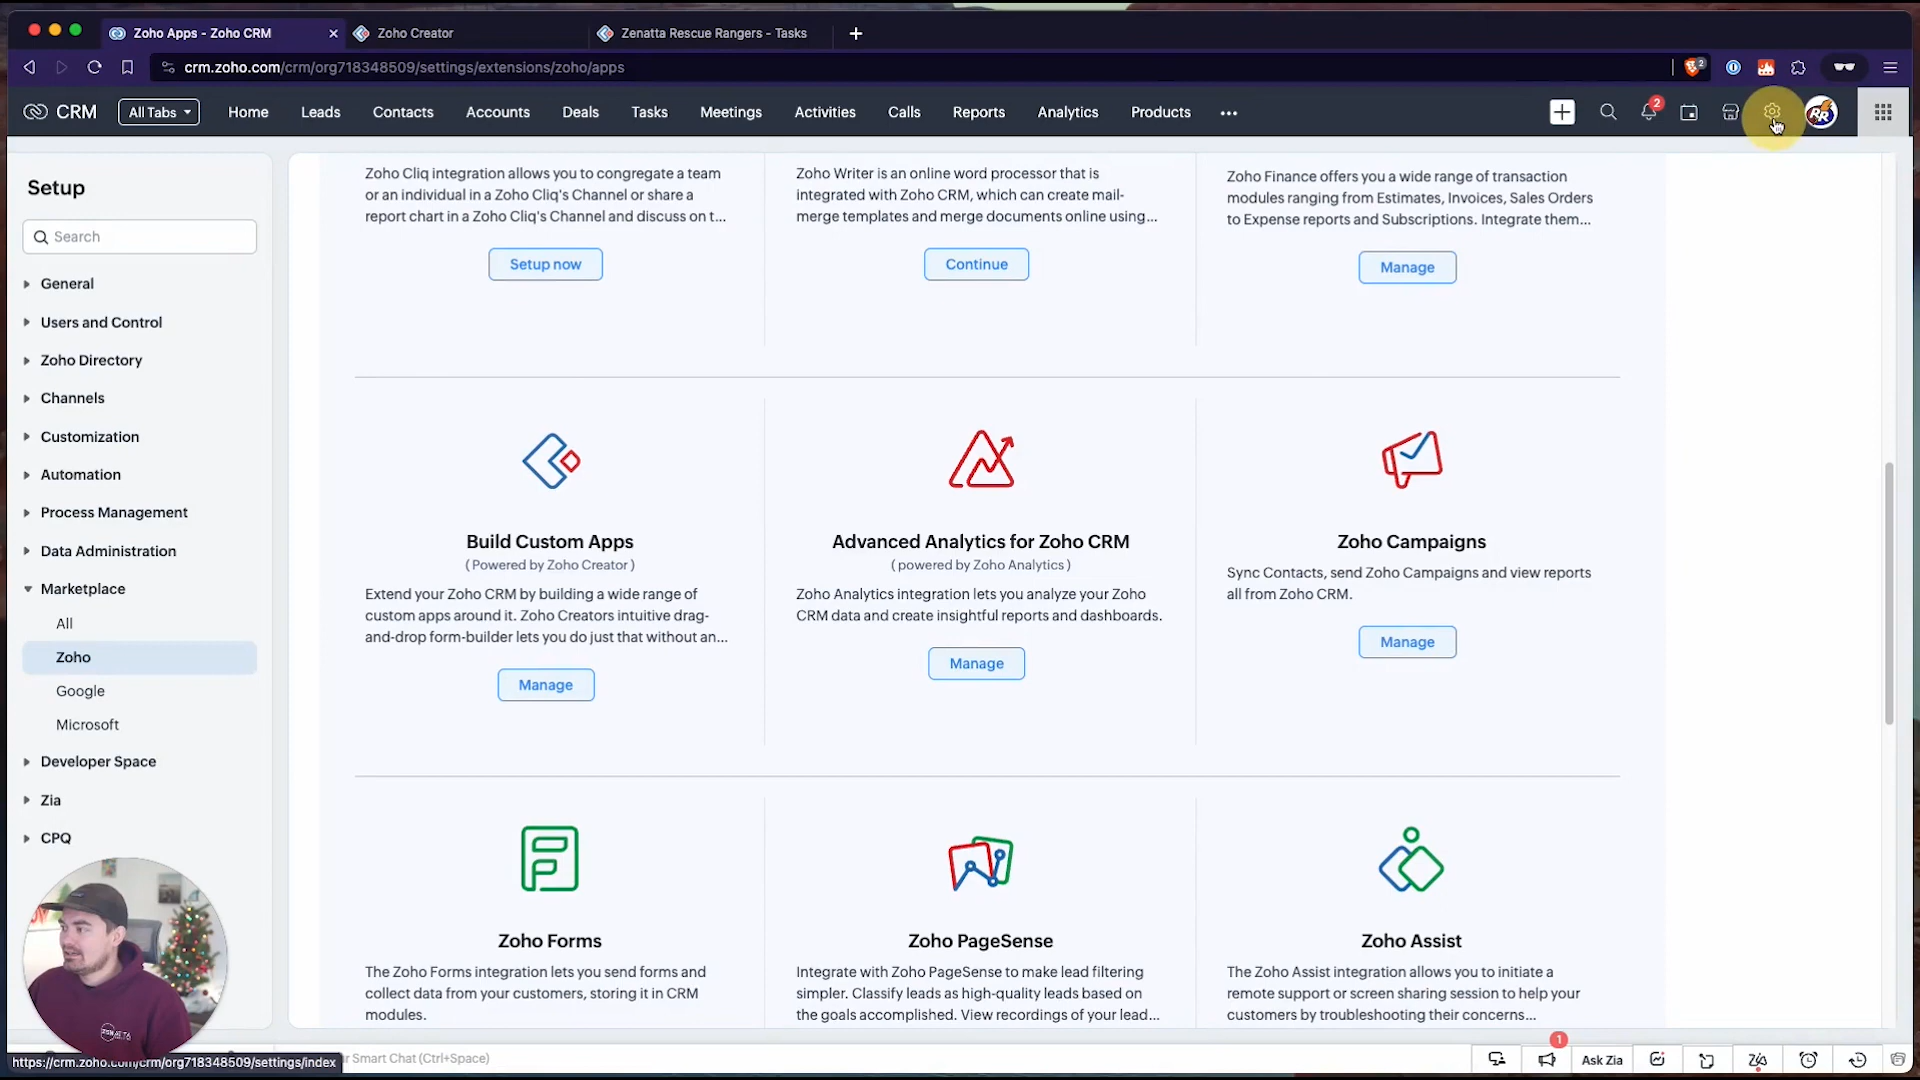 Zoho Apps - Zoho CRM
Zoho Creator
Zenatta Rescue Rangers - Tasks
crm.zoho.com/crm/org718348509/settings/extensions/zoho/apps
2
CRM
All Tabs
Home
Leads
Contacts
Accounts
Deals
Tasks
Meetings
Activities
Calls
Reports
Analytics
Products
2
RR
Setup
Search
General
Users and Control
Zoho Directory
Channels
Customization
Automation
Process Management
Data Administration
Marketplace
All
Zoho
Google
Microsoft
Developer Space
Zia
CPQ
Zoho Cliq integration allows you to congregate a team
or an individual in a Zoho Cliq's Channel or share a
report chart in a Zoho Cliq's Channel and discuss on t...
Setup now
Zoho Writer is an online word processor that is
integrated with Zoho CRM, which can create mail-
merge templates and merge documents online using...
Continue
Zoho Finance offers you a wide range of transaction
modules ranging from Estimates, Invoices, Sales Orders
to Expense reports and Subscriptions. Integrate them...
Manage
Build Custom Apps
(Powered by Zoho Creator)
Extend your Zoho CRM by building a wide range of
custom apps around it. Zoho Creators intuitive drag-
and-drop form-builder lets you do just that without an...
Manage
Advanced Analytics for Zoho CRM
(powered by Zoho Analytics)
Zoho Analytics integration lets you analyze your Zoho
CRM data and create insightful reports and dashboards.
Manage
Zoho Campaigns
Sync Contacts, send Zoho Campaigns and view reports
all from Zoho CRM.
Manage
Zoho Forms
The Zoho Forms integration lets you send forms and
collect data from your customers, storing it in CRM
modules.
Zoho PageSense
Integrate with Zoho PageSense to make lead filtering
simpler. Classify leads as high-quality leads based on
the goals accomplished. View recordings of your lead...
Zoho Assist
The Zoho Assist integration allows you to initiate a
remote support or screen sharing session to help your
customers by troubleshooting their concerns...
https://crm.zoho.com/crm/org718348509/settings/index
r Smart Chat (Ctrl+Space)
1
Ask Zia